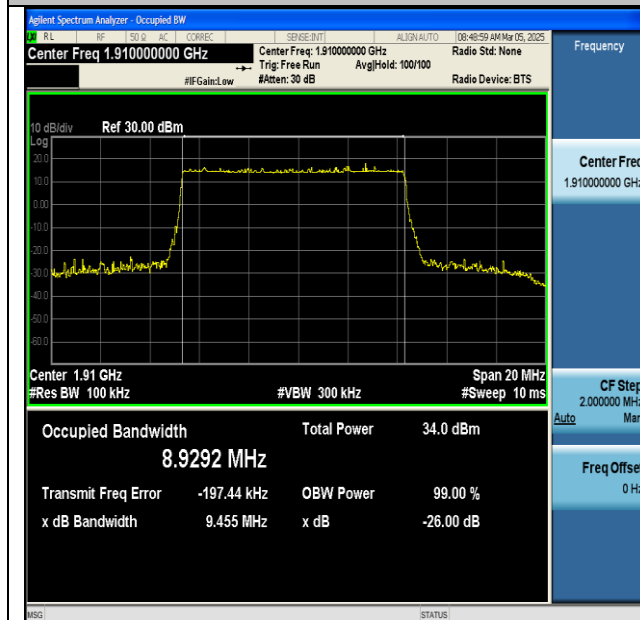 Agilent Spectrum Analyzer - Occupied BW
LXI RL RF 50 Ω AC CORREC SENSE:INT ALIGN AUTO 08:48:59 AM Mar 05, 2025
Center Freq 1.910000000 GHz
Center Freq: 1.910000000 GHz Radio Std: None
Trig: Free Run Avg|Hold: 100/100
#IFGain:Low #Atten: 30 dB Radio Device: BTS
10 dB/div Ref 30.00 dBm
Log
20.0
10.0
0.00
-10.0
-20.0
-30.0
-40.0
-50.0
-60.0
Center 1.91 GHz Span 20 MHz
#Res BW 100 kHz #VBW 300 kHz #Sweep 10 ms
Occupied Bandwidth Total Power 34.0 dBm
8.9292 MHz
Transmit Freq Error -197.44 kHz OBW Power 99.00 %
x dB Bandwidth 9.455 MHz x dB -26.00 dB
MSG STATUS
Frequency
Center Freq
1.910000000 GHz
CF Step
2.000000 MHz
Auto Man
Freq Offset
0 Hz